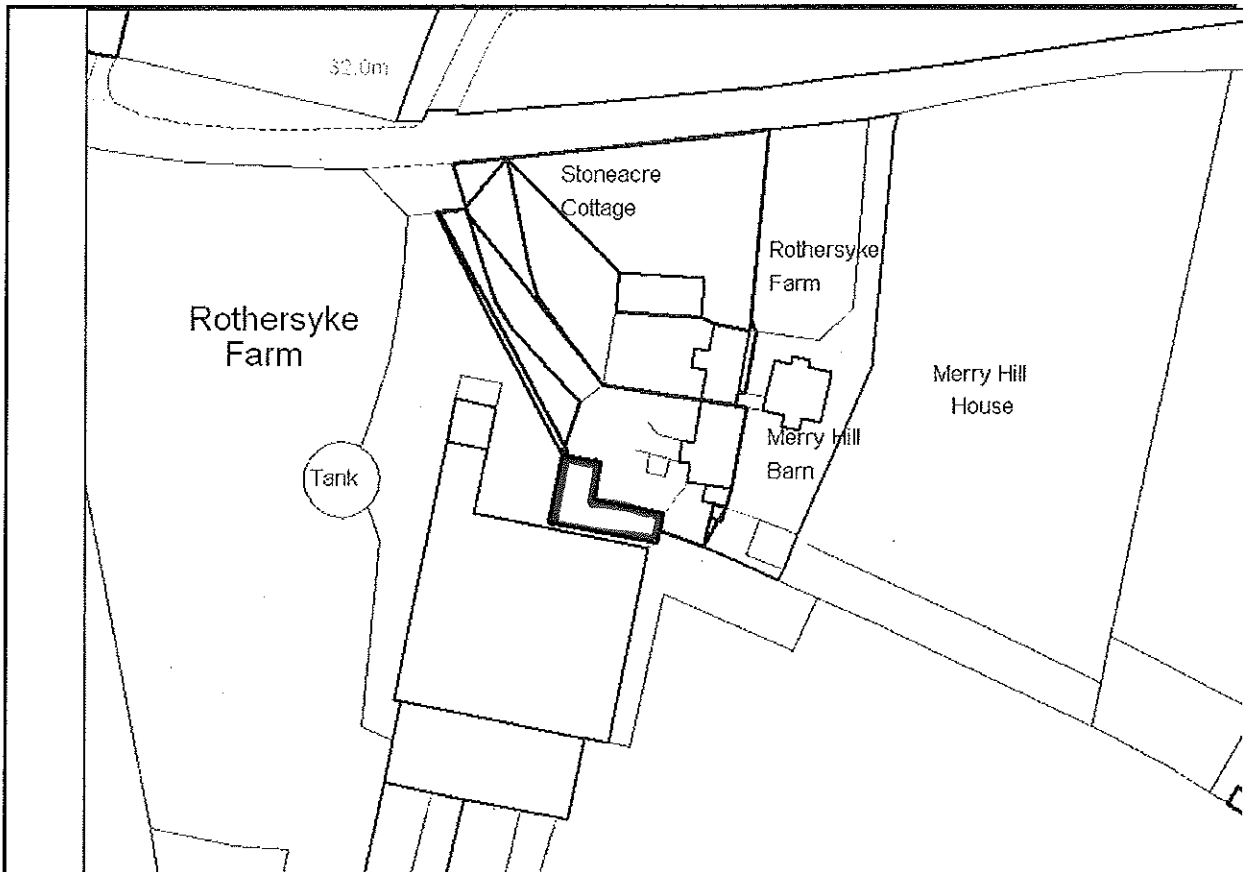 32.0m
Stoneacre
Cottage
Rothersyke
Farm
Rothersyke
Farm
Merry Hill
House
Merry Hill
Barn
Tank